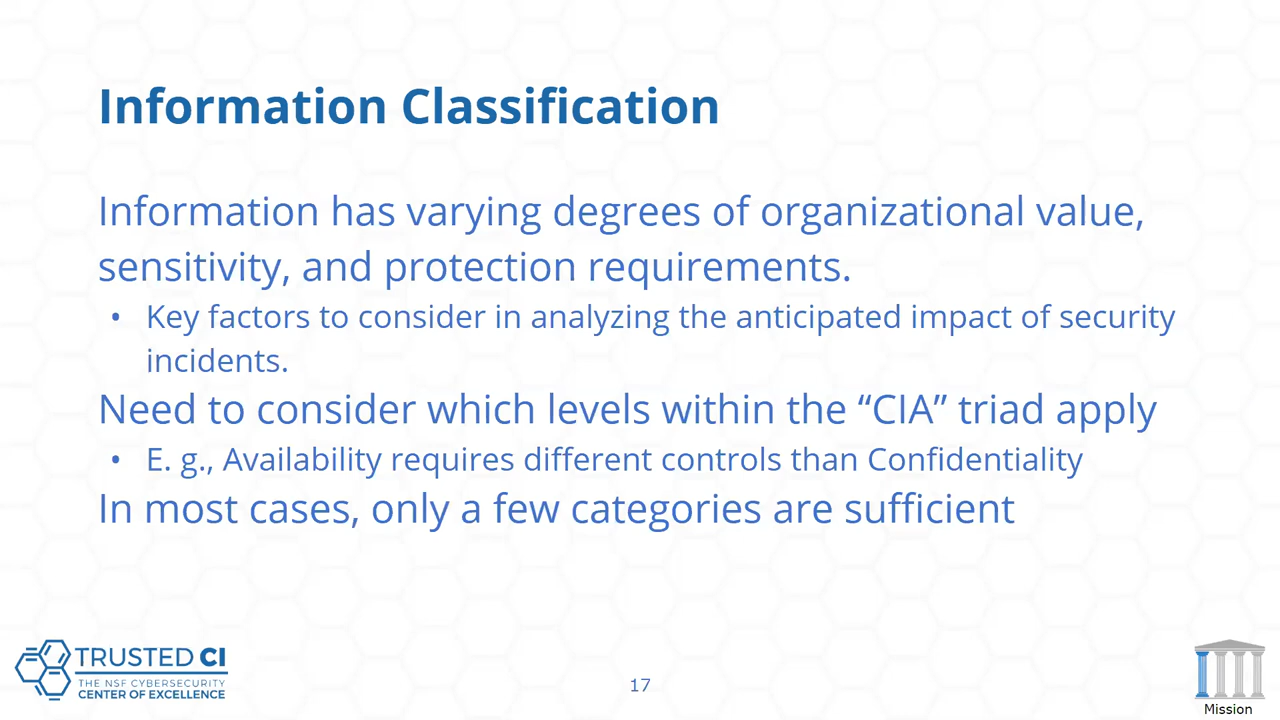 Information Classification
Information has varying degrees of organizational value,
sensitivity, and protection requirements.
• Key factors to consider in analyzing the anticipated impact of security
incidents.
Need to consider which levels within the “CIA” triad apply
• E. g., Availability requires different controls than Confidentiality
In most cases, only a few categories are sufficient
TRUSTED CI
THE NSF CYBERSECURITY
CENTER OF EXCELLENCE
17
Mission